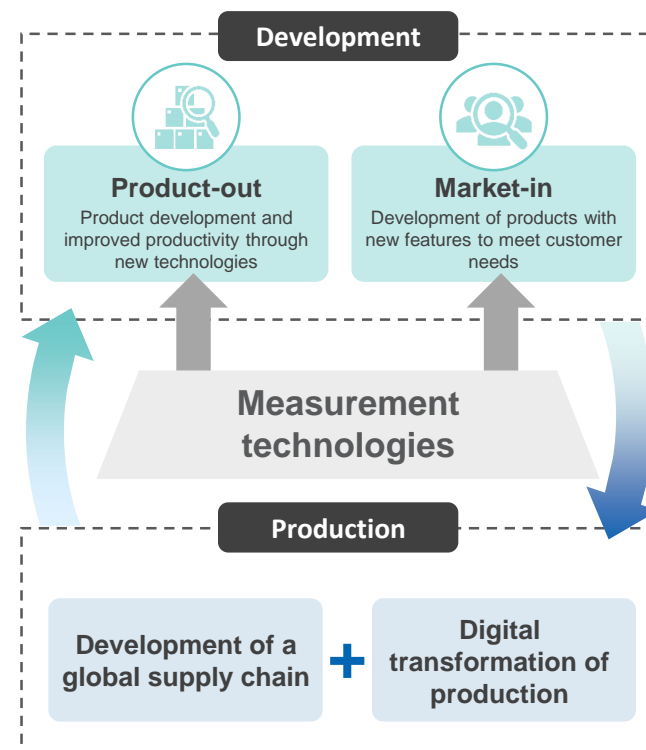 Development
Product-out
Product development and
improved productivity through
new technologies
Market-in
Development of products with
new features to meet customer
needs
Measurement
technologies
Production
Development of a
global supply chain
+
Digital
transformation of
production